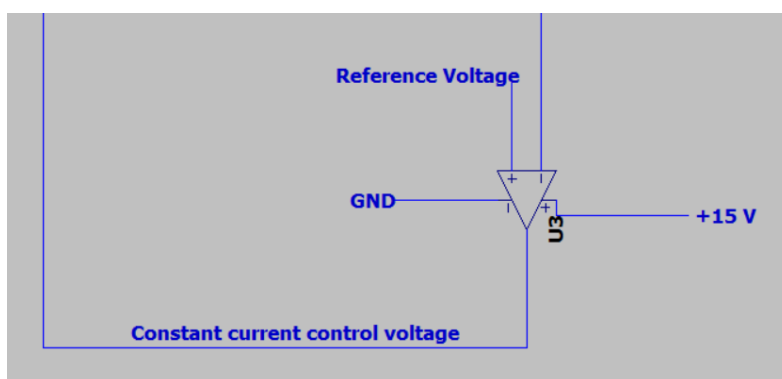 Reference Voltage
GND
U3
+15 V
Constant current control voltage